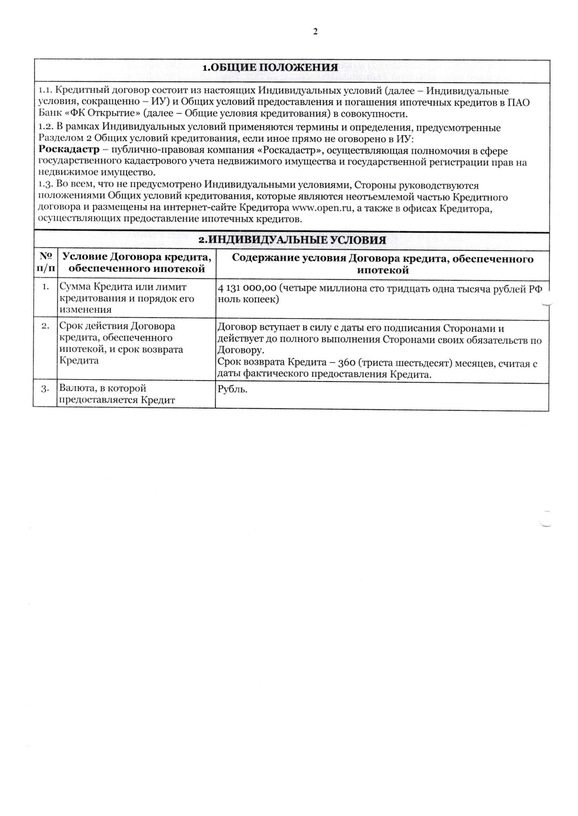 2
1.ОБЩИЕ ПОЛОЖЕНИЯ
1.1. Кредитный договор состоит из настоящих Индивидуальных условий (далее – Индивидуальные
условия, сокращенно – ИУ) и Общих условий предоставления и погашения ипотечных кредитов в ПАО
Банк «ФК Открытие» (далее – Общие условия кредитования) в совокупности.
1.2. В рамках Индивидуальных условий применяются термины и определения, предусмотренные
Разделом 2 Общих условий кредитования, если иное прямо не оговорено в ИУ:
Роскадастр – публично-правовая компания «Роскадастр», осуществляющая полномочия в сфере
государственного кадастрового учета недвижимого имущества и государственной регистрации прав на
недвижимое имущество.
1.3. Во всем, что не предусмотрено Индивидуальными условиями, Стороны руководствуются
положениями Общих условий кредитования, которые являются неотъемлемой частью Кредитного
договора и размещены на интернет-сайте Кредитора www.open.ru, а также в офисах Кредитора,
осуществляющих предоставление ипотечных кредитов.
2.ИНДИВИДУАЛЬНЫЕ УСЛОВИЯ
№ п/п
Условие Договора кредита,
обеспеченного ипотекой
Содержание условия Договора кредита, обеспеченного
ипотекой
1.
Сумма Кредита или лимит
кредитования и порядок его
изменения
4 131 000,00 (четыре миллиона сто тридцать одна тысяча рублей РФ
ноль копеек)
2.
Срок действия Договора
кредита, обеспеченного
ипотекой, и срок возврата
Кредита
Договор вступает в силу с даты его подписания Сторонами и
действует до полного выполнения Сторонами своих обязательств по
Договору.
Срок возврата Кредита – 360 (триста шестьдесят) месяцев, считая с
даты фактического предоставления Кредита.
3.
Валюта, в которой
предоставляется Кредит
Рубль.